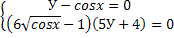 У − cosx = 0
(6√cosx − 1)(5У + 4) = 0